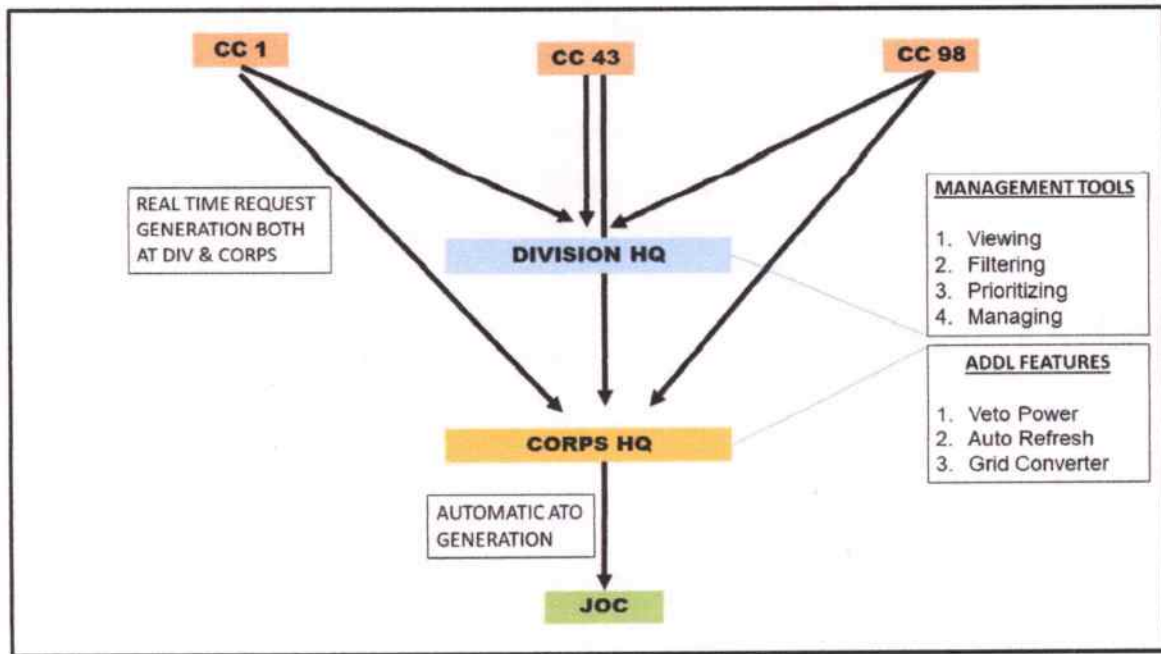 CC 1
CC 43
CC 98
REAL TIME REQUEST
GENERATION BOTH
AT DIV & CORPS
DIVISION HQ
MANAGEMENT TOOLS
1. Viewing
2. Filtering
3. Prioritizing
4. Managing
ADDL FEATURES
1. Veto Power
2. Auto Refresh
3. Grid Converter
CORPS HQ
AUTOMATIC ATO
GENERATION
JOC